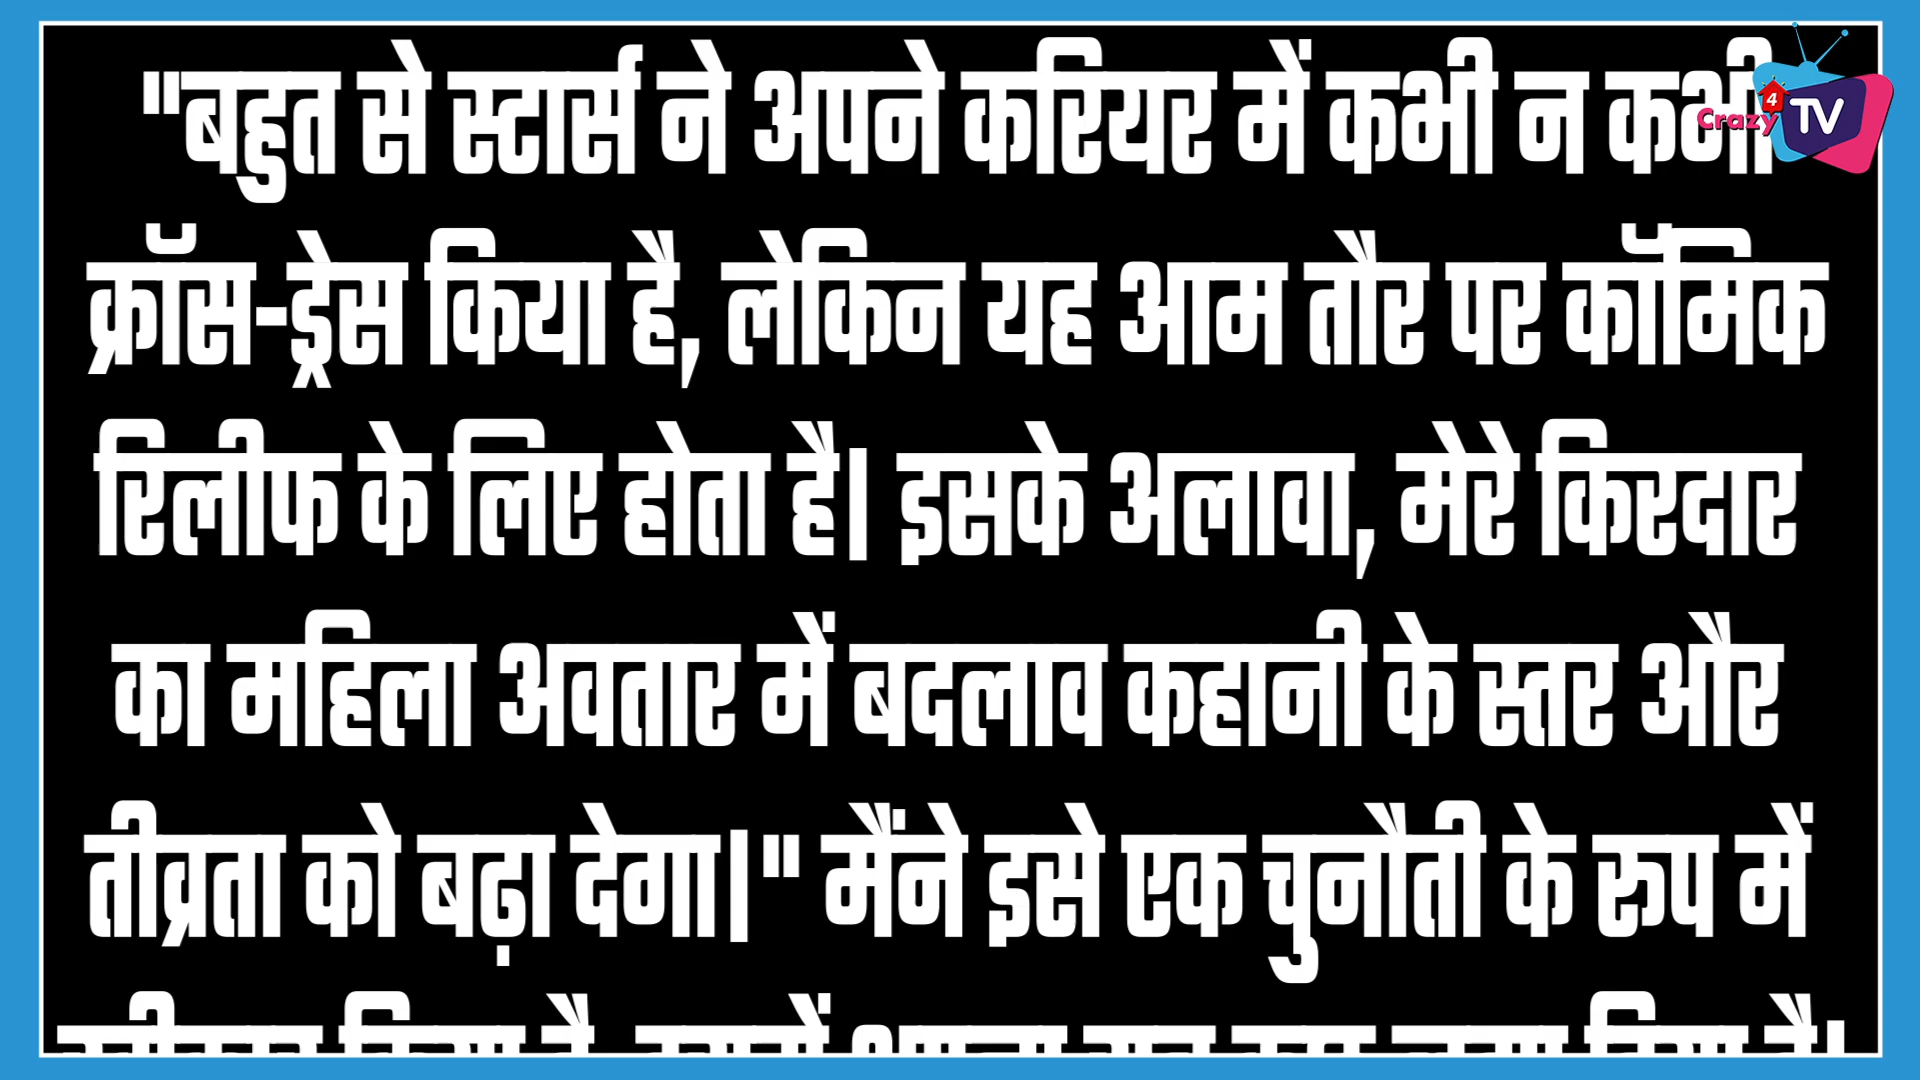 "बहुत से स्टार्स ने अपने करियर में कभी न कभी
क्रॉस-ड्रेस किया है, लेकिन यह आम तौर पर कॉमिक
रिलीफ के लिए होता है। इसके अलावा, मेरे किरदार
का महिला अवतार में बदलाव कहानी के स्तर और
तीव्रता को बढ़ा देगा।" मैंने इसे एक चुनौती के रूप में
Crazy 4 TV